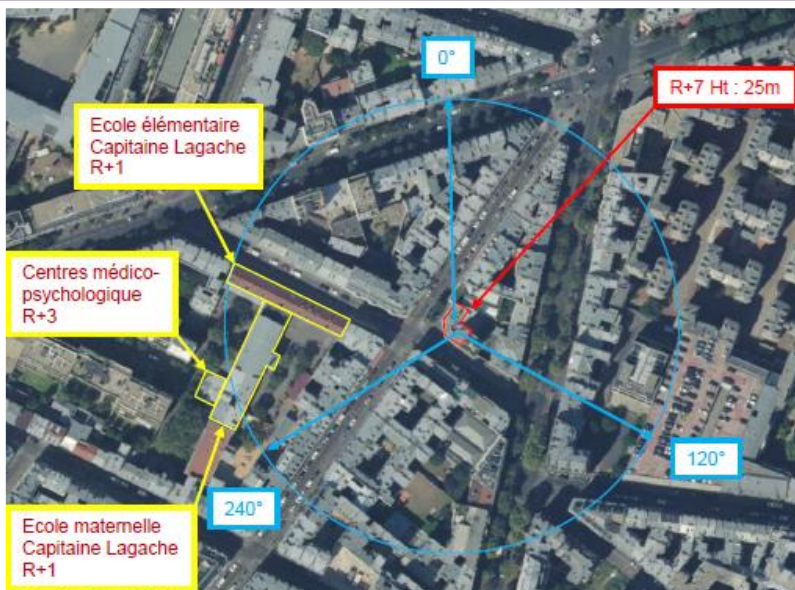 0°
R+7 Ht : 25m
Ecole élémentaire
Capitaine Lagache
R+1
Centres médico-
psychologique
R+3
120°
240°
Ecole maternelle
Capitaine Lagache
R+1